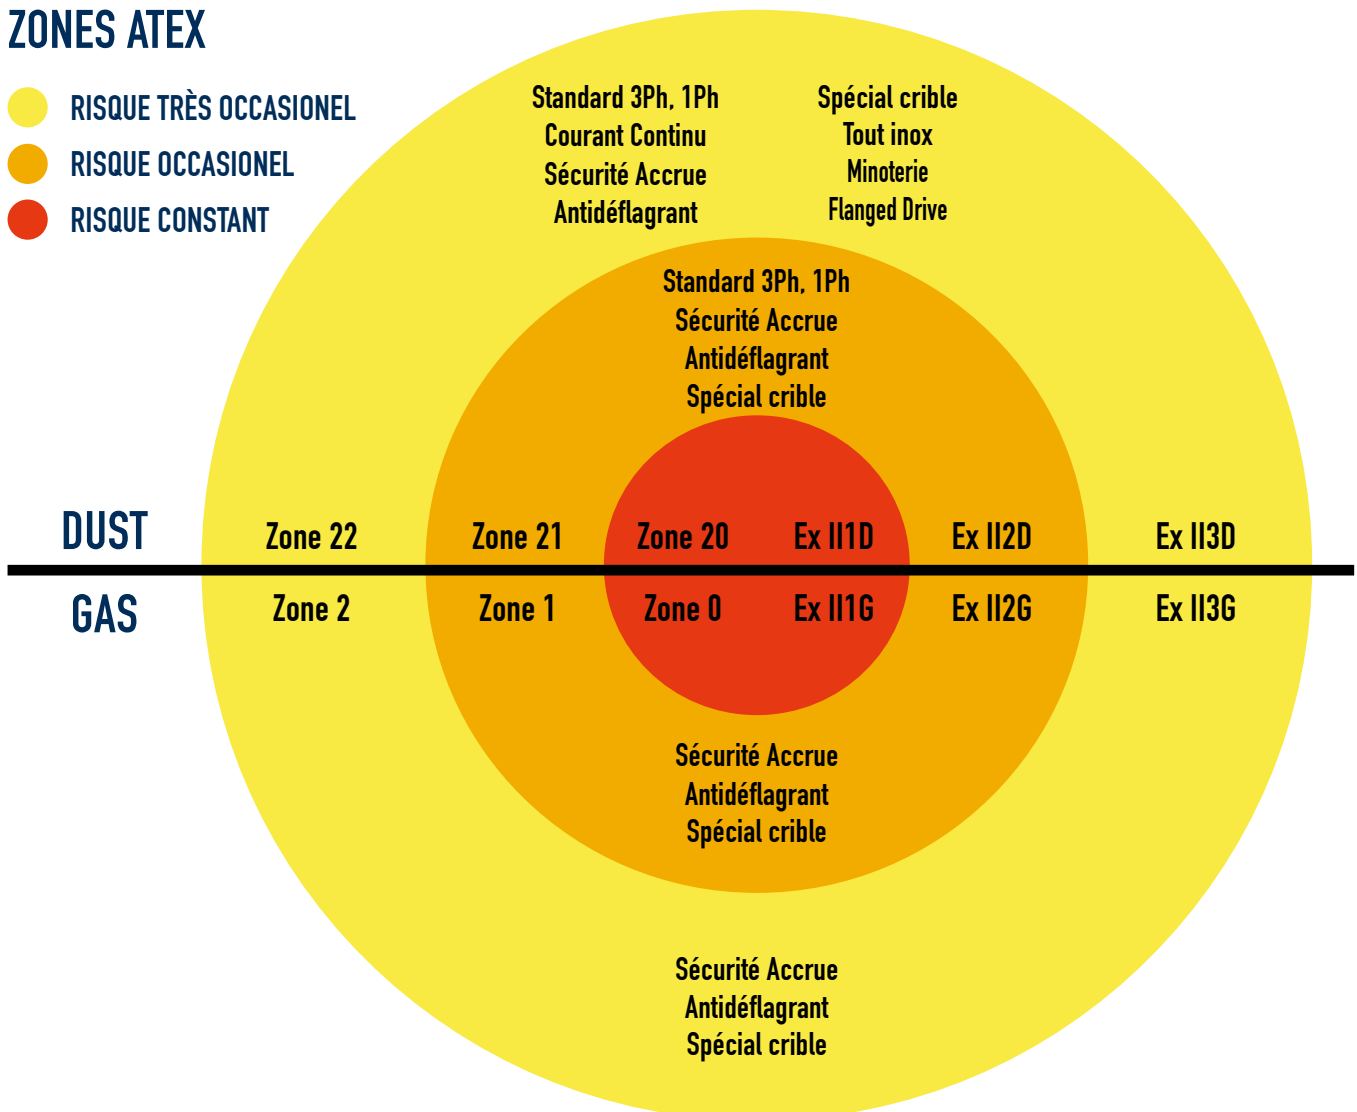 ZONES ATEX
RISQUE TRÈS OCCASIONEL
RISQUE OCCASIONEL
RISQUE CONSTANT
Standard 3Ph, 1Ph
Courant Continu
Sécurité Accrue
Antidéflagrant
Spécial crible
Tout inox
Minoterie
Flanged Drive
Standard 3Ph, 1Ph
Sécurité Accrue
Antidéflagrant
Spécial crible
DUST Zone 22 Zone 21 Zone 20 Ex II1D Ex II2D Ex II3D
GAS Zone 2 Zone 1 Zone 0 Ex II1G Ex II2G Ex II3G
Sécurité Accrue
Antidéflagrant
Spécial crible
Sécurité Accrue
Antidéflagrant
Spécial crible